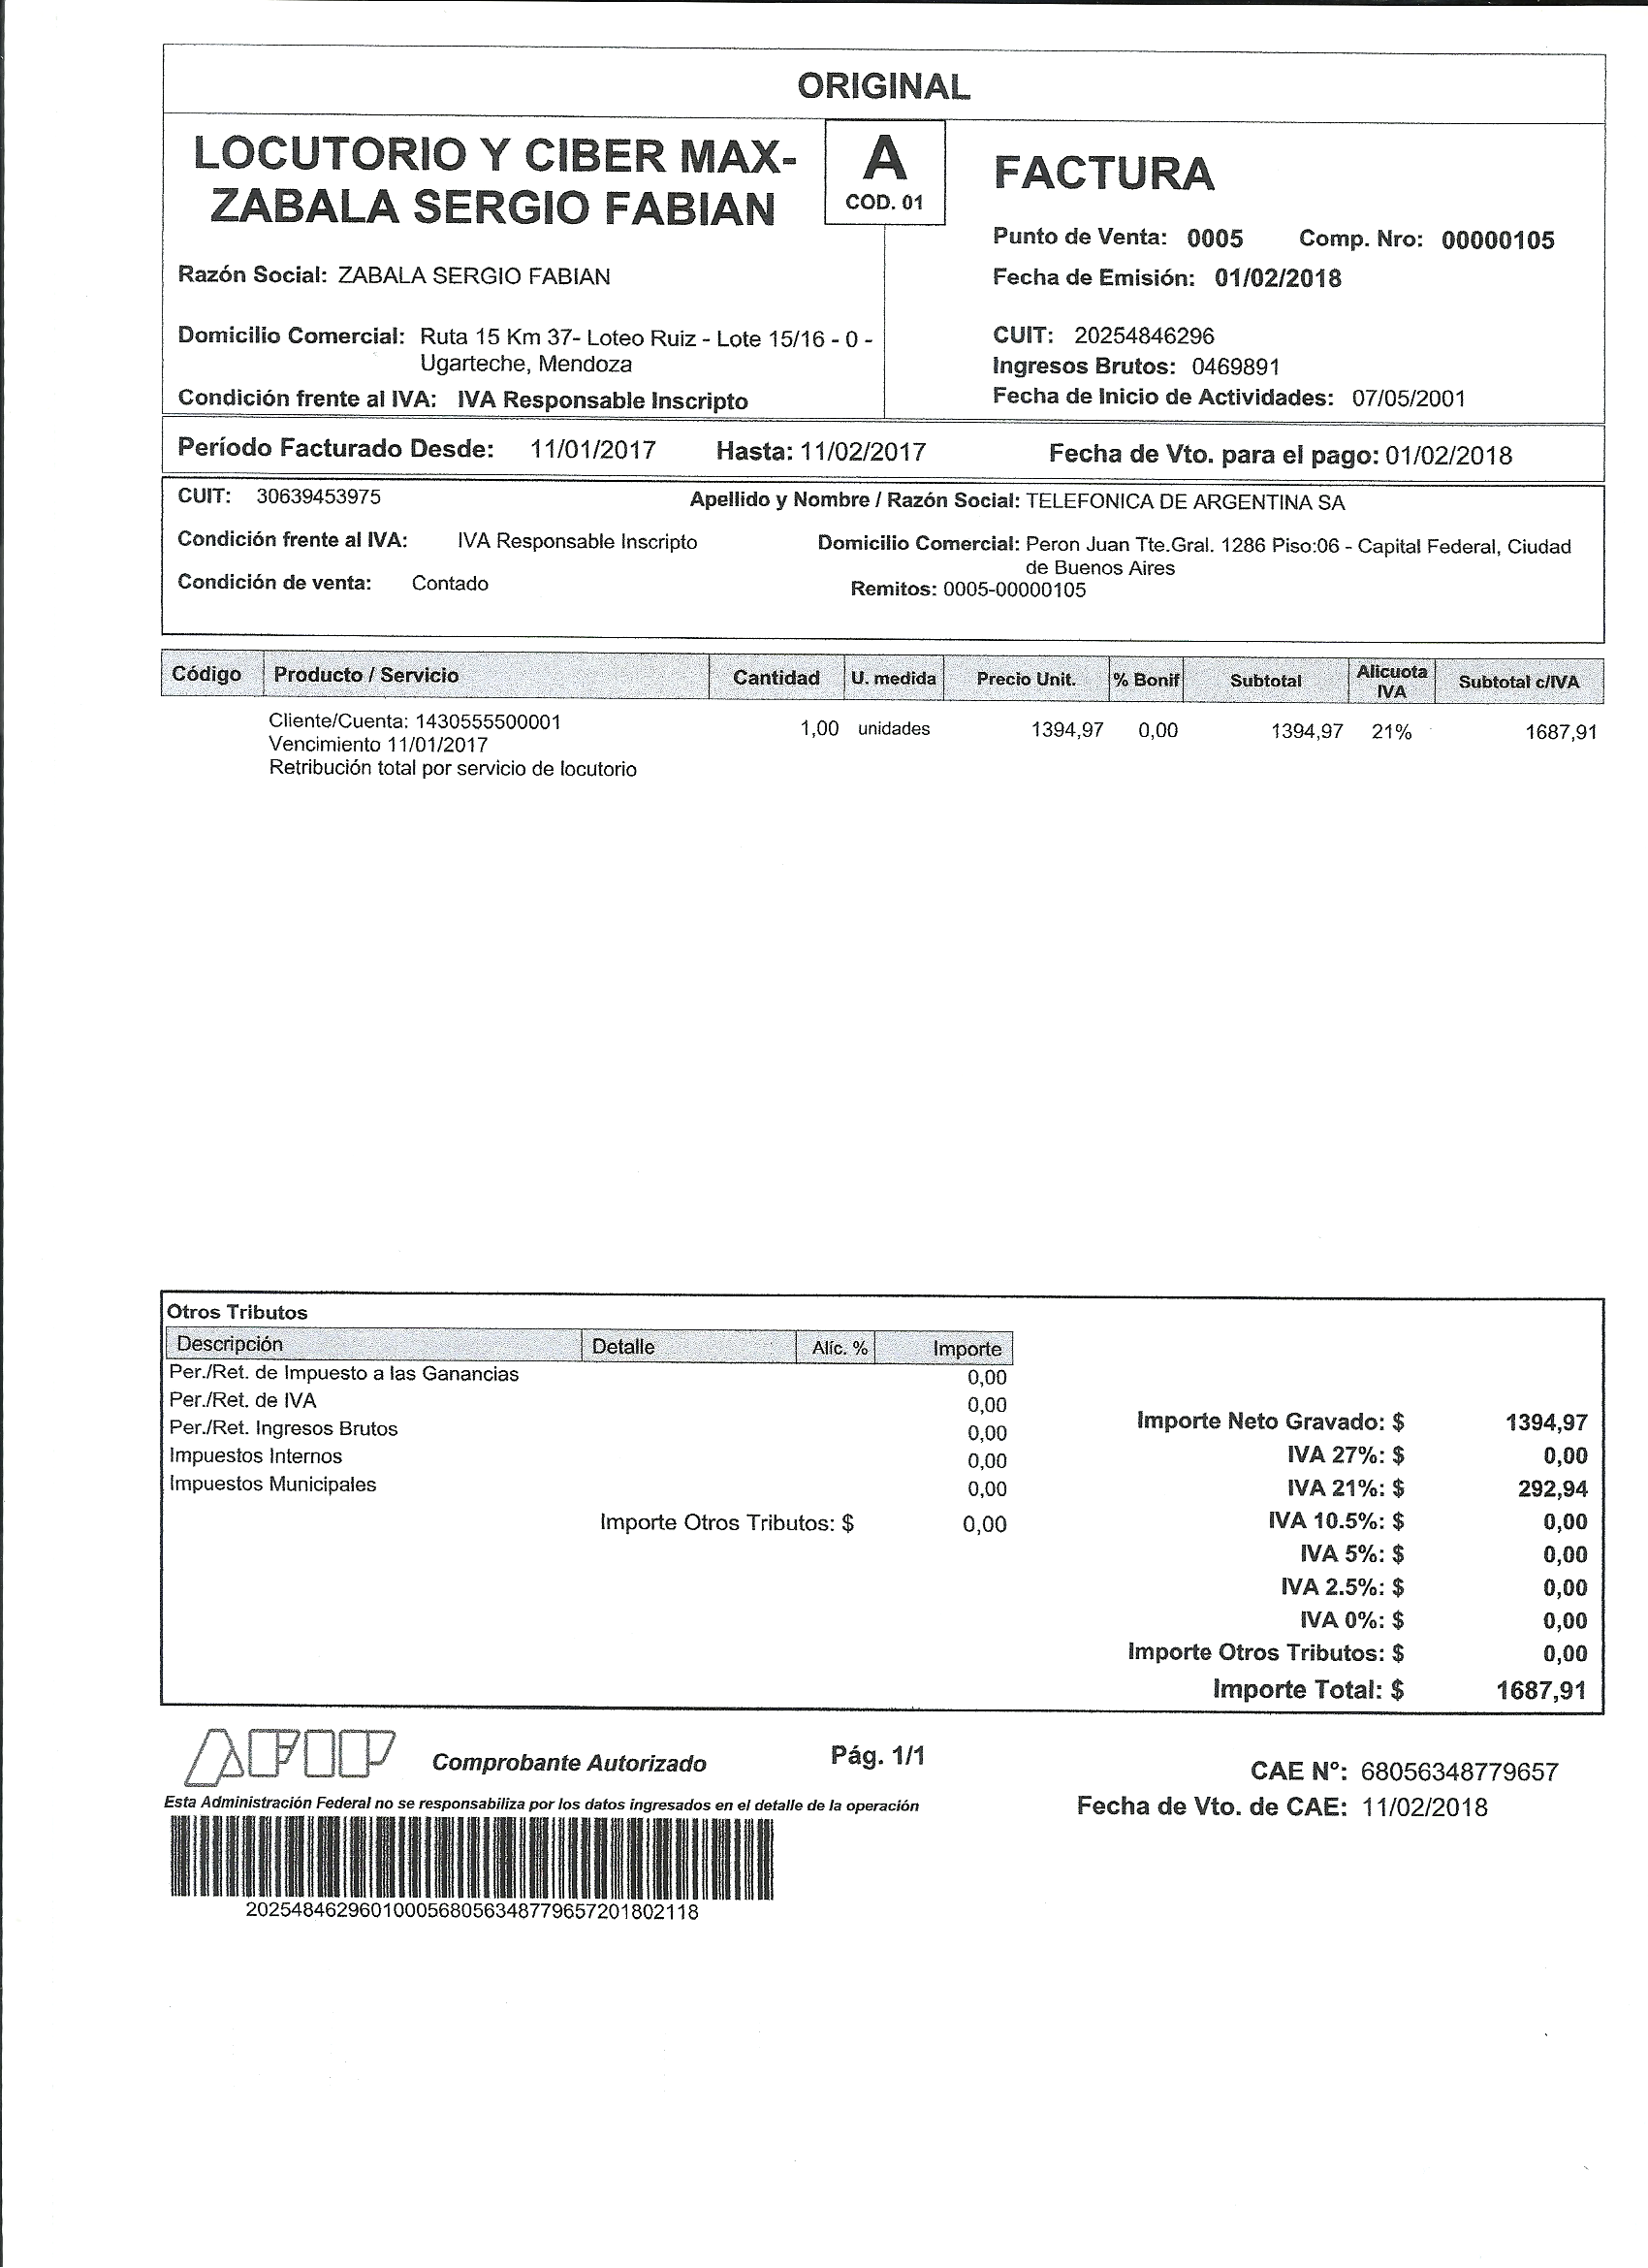 ORIGINAL
LOCUTORIO Y CIBER MAX-
ZABALA SERGIO FABIAN
A
COD. 01
FACTURA
Punto de Venta: 0005 Comp. Nro: 00000105
Razón Social: ZABALA SERGIO FABIAN
Fecha de Emisión: 01/02/2018
Domicilio Comercial: Ruta 15 Km 37- Loteo Ruiz - Lote 15/16 - 0 -
Ugarteche, Mendoza
CUIT: 20254846296
Ingresos Brutos: 0469891
Condición frente al IVA: IVA Responsable Inscripto
Fecha de Inicio de Actividades: 07/05/2001
Período Facturado Desde: 11/01/2017 Hasta: 11/02/2017 Fecha de Vto. para el pago: 01/02/2018
CUIT: 30639453975 Apellido y Nombre / Razón Social: TELEFONICA DE ARGENTINA SA
Condición frente al IVA: IVA Responsable Inscripto Domicilio Comercial: Peron Juan Tte.Gral. 1286 Piso:06 - Capital Federal, Ciudad
de Buenos Aires
Condición de venta: Contado Remitos: 0005-00000105
Código Producto / Servicio Cantidad U. medida Precio Unit. % Bonif Subtotal Alicuota IVA Subtotal c/IVA
Cliente/Cuenta: 1430555500001 1,00 unidades 1394,97 0,00 1394,97 21% 1687,91
Vencimiento 11/01/2017
Retribución total por servicio de locutorio
Otros Tributos
Descripción Detalle Alíc. % Importe
Per./Ret. de Impuesto a las Ganancias 0,00
Per./Ret. de IVA 0,00
Per./Ret. Ingresos Brutos 0,00
Impuestos Internos 0,00
Impuestos Municipales 0,00
Importe Otros Tributos: $ 0,00
Importe Neto Gravado: $ 1394,97
IVA 27%: $ 0,00
IVA 21%: $ 292,94
IVA 10.5%: $ 0,00
IVA 5%: $ 0,00
IVA 2.5%: $ 0,00
IVA 0%: $ 0,00
Importe Otros Tributos: $ 0,00
Importe Total: $ 1687,91
AFIP Comprobante Autorizado Pág. 1/1 CAE N°: 68056348779657
Esta Administración Federal no se responsabiliza por los datos ingresados en el detalle de la operación
Fecha de Vto. de CAE: 11/02/2018
2025484629601000568056348779657201802118